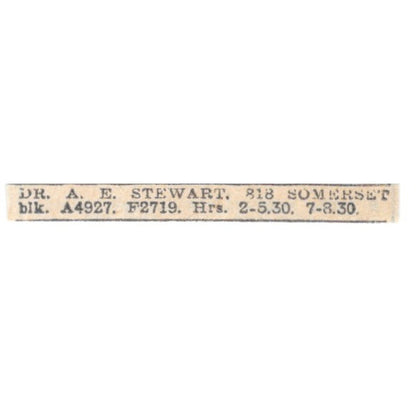 DR. A. E. STEWART. 818 SOMERSET
blk. A4927. F2719. Hrs. 2-5.30. 7-8.30.